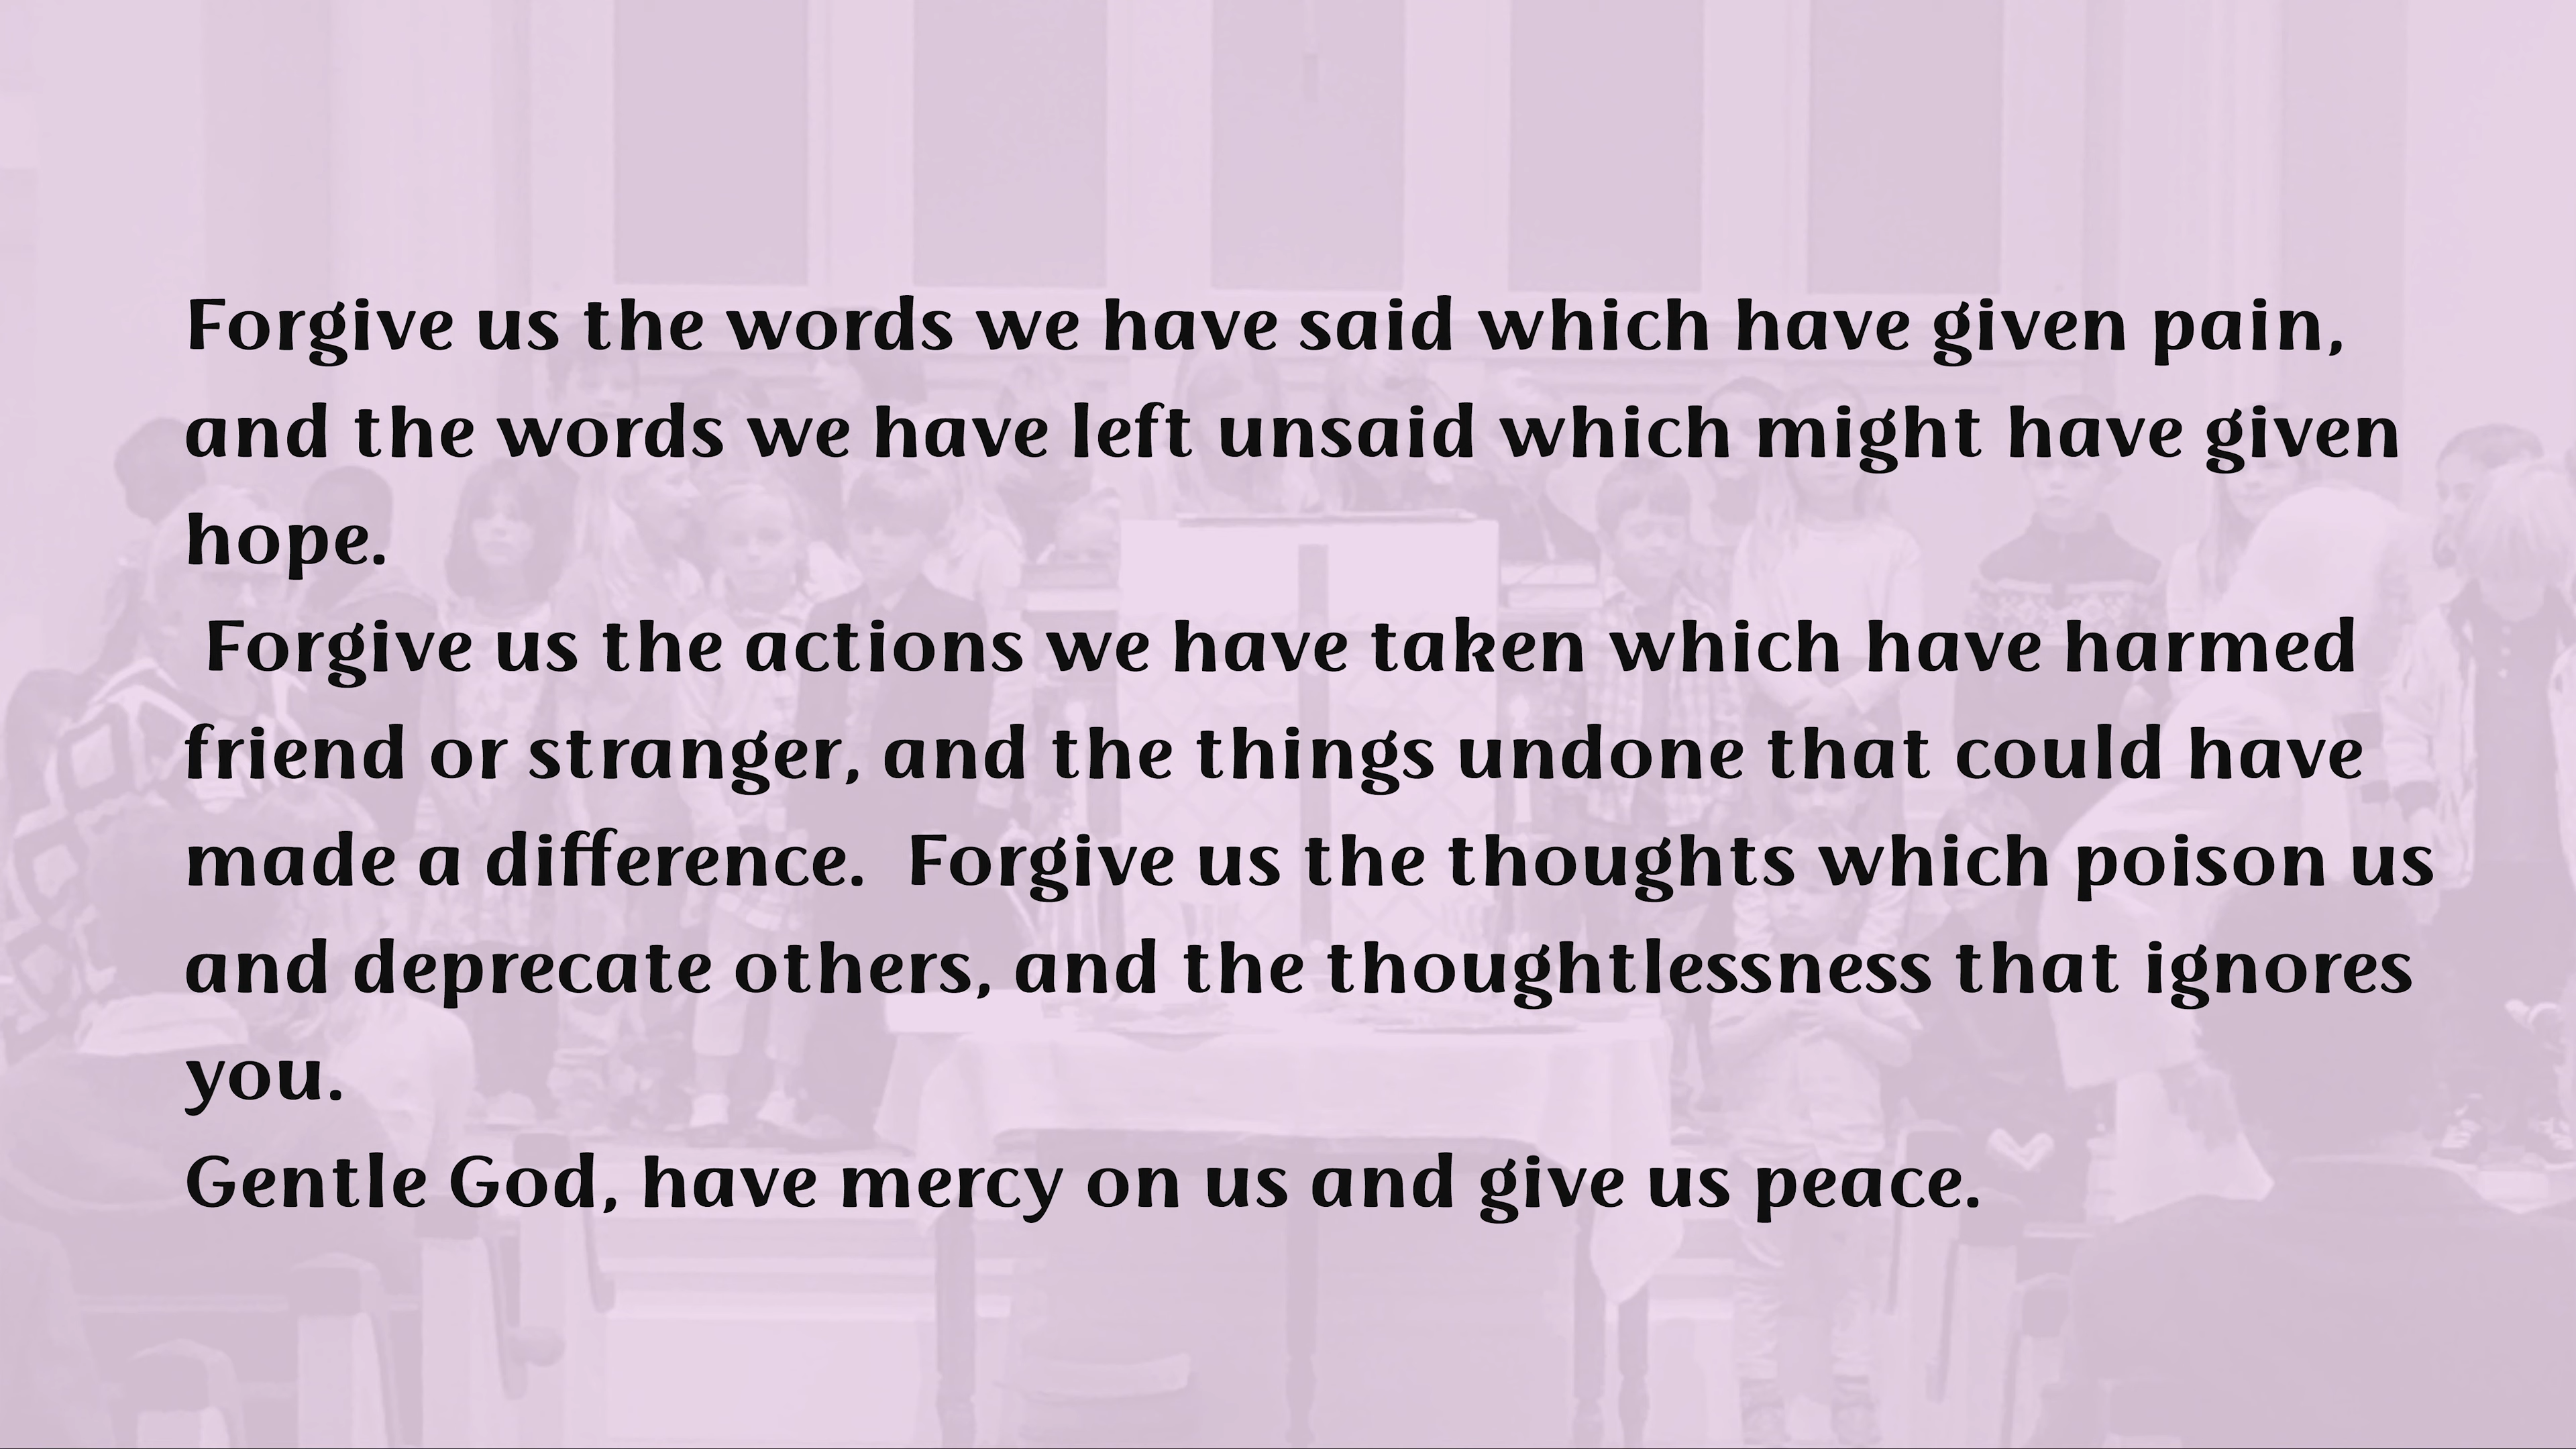 Forgive us the words we have said which have given pain,
and the words we have left unsaid which might have given
hope.
Forgive us the actions we have taken which have harmed
friend or stranger, and the things undone that could have
made a difference.  Forgive us the thoughts which poison us
and deprecate others, and the thoughtlessness that ignores
you.
Gentle God, have mercy on us and give us peace.